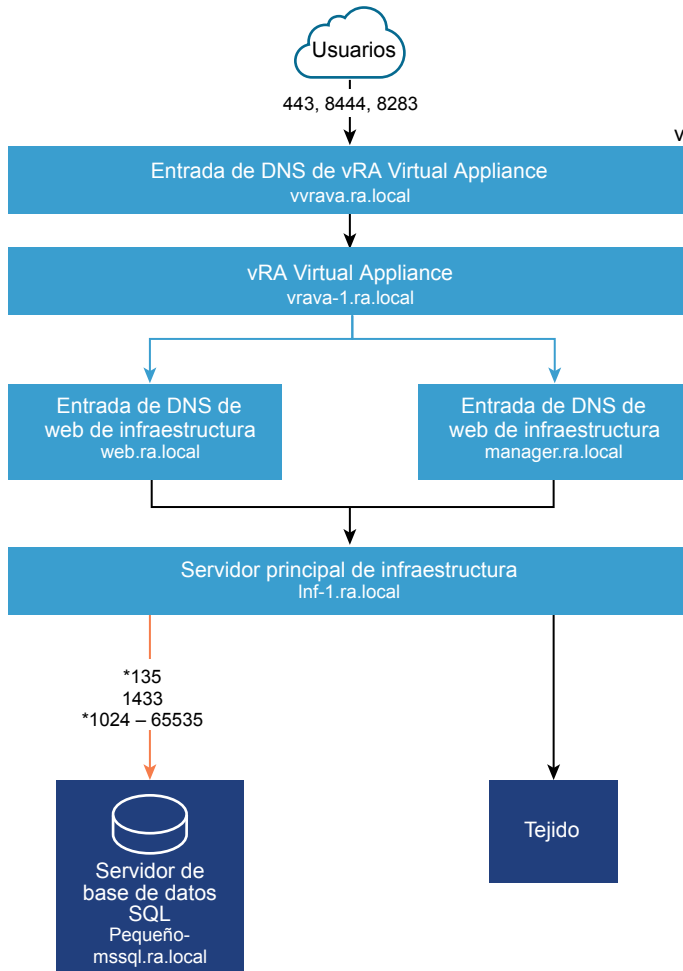 Usuarios
443, 8444, 8283
v
Entrada de DNS de vRA Virtual Appliance
vvrava.ra.local
vRA Virtual Appliance
vrava-1.ra.local
Entrada de DNS de
web de infraestructura
web.ra.local
Entrada de DNS de
web de infraestructura
manager.ra.local
Servidor principal de infraestructura
Inf-1.ra.local
*135
1433
*1024 – 65535
Servidor de
base de datos
SQL
Pequeño-
mssql.ra.local
Tejido